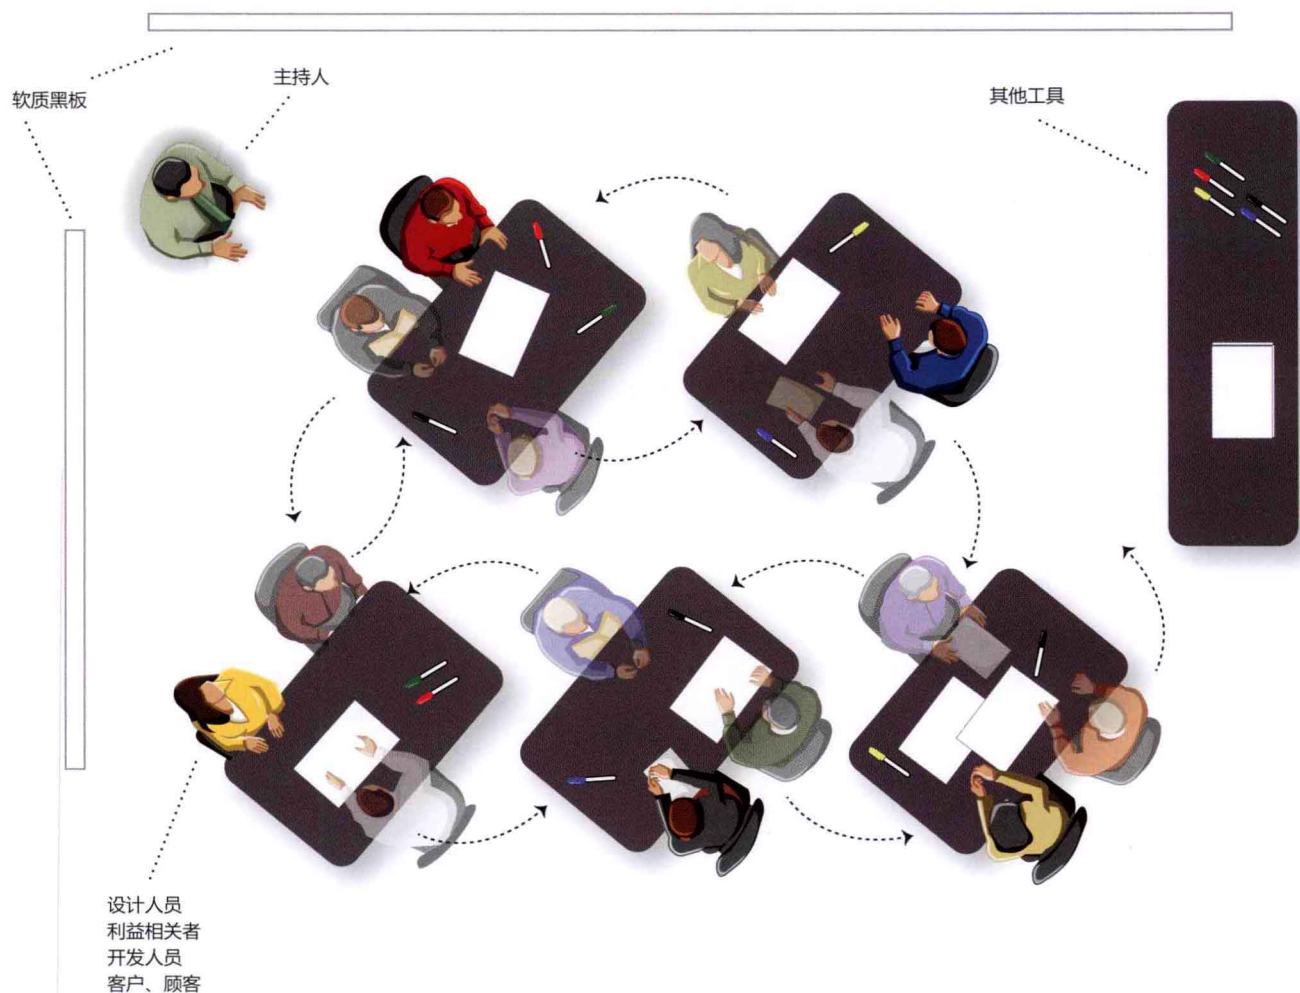 主持人
软质黑板
其他工具
设计人员
利益相关者
开发人员
客户、顾客